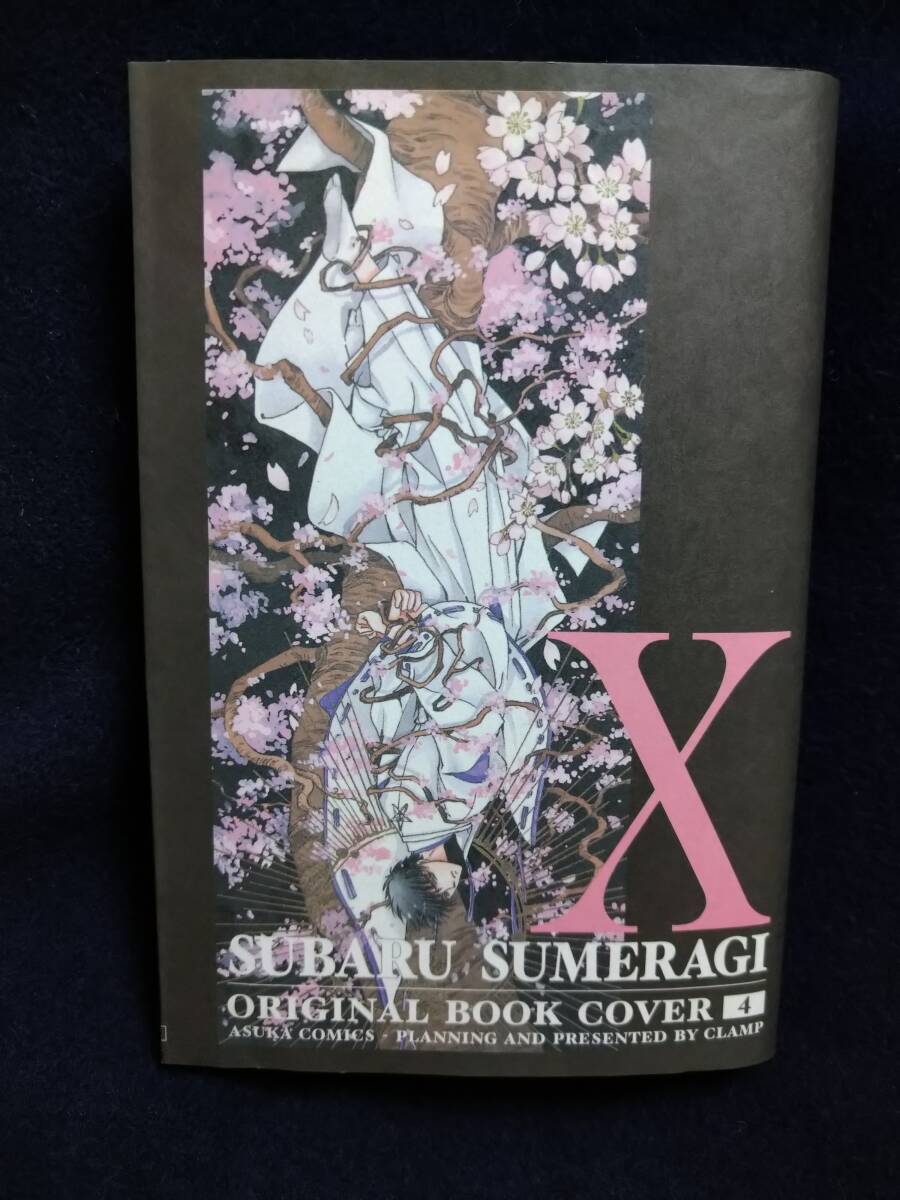 X
SUBARU SUMERAGI
ORIGINAL BOOK COVER 4
ASUKA COMICS · PLANNING AND PRESENTED BY CLAMP